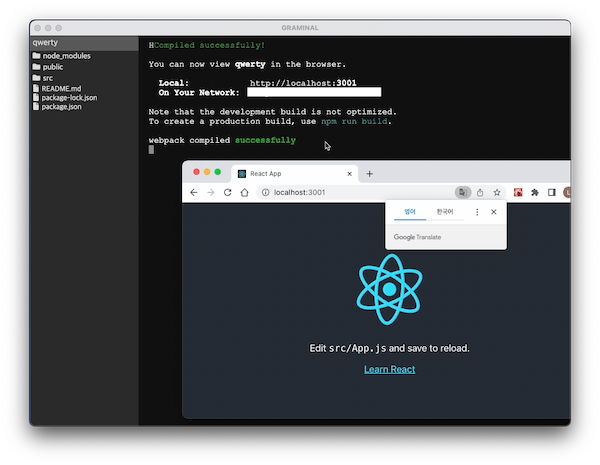 GRAMINAL
qwerty
node_modules
public
src
README.md
package-lock.json
package.json
HCompiled successfully!
You can now view qwerty in the browser.
Local: http://localhost:3001
On Your Network:
Note that the development build is not optimized.
To create a production build, use npm run build.
webpack compiled successfully
React App
localhost:3001
L
영어 한국어
Google Translate
Edit src/App.js and save to reload.
Learn React